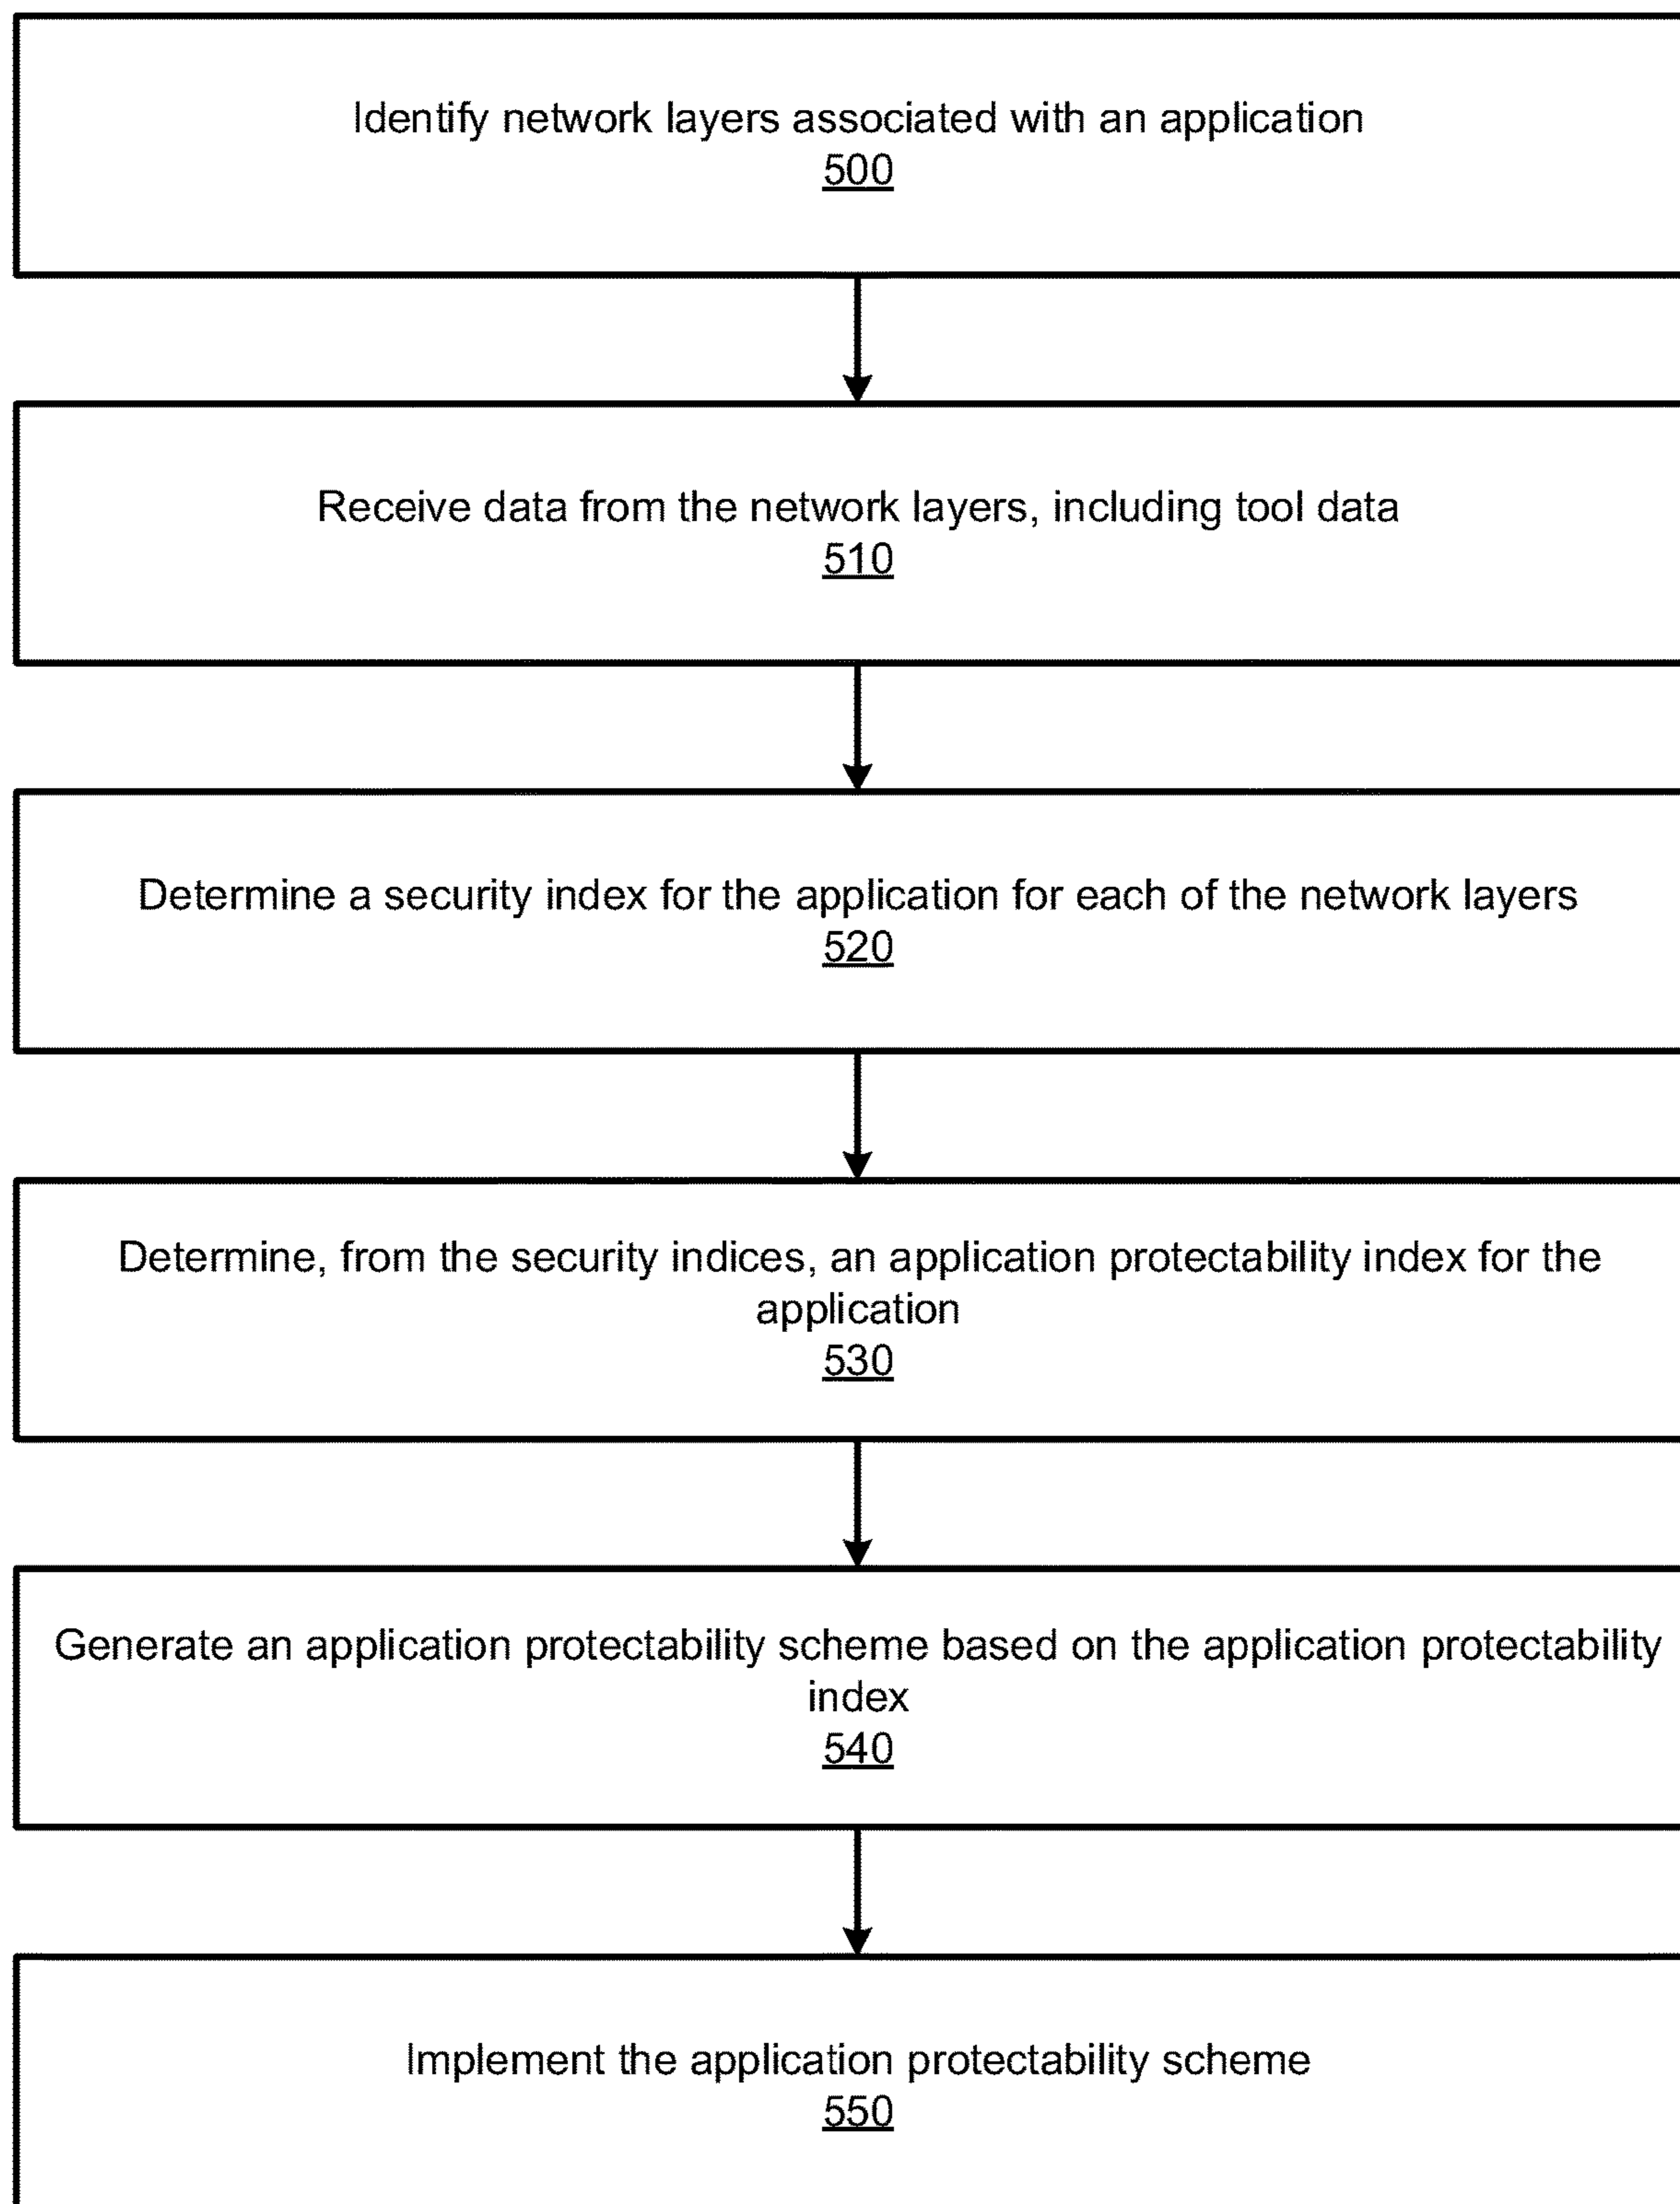 Identify network layers associated with an application
500
Receive data from the network layers, including tool data
510
Determine a security index for the application for each of the network layers
520
Determine, from the security indices, an application protectability index for the
application
530
Generate an application protectability scheme based on the application protectability
index
540
Implement the application protectability scheme
550